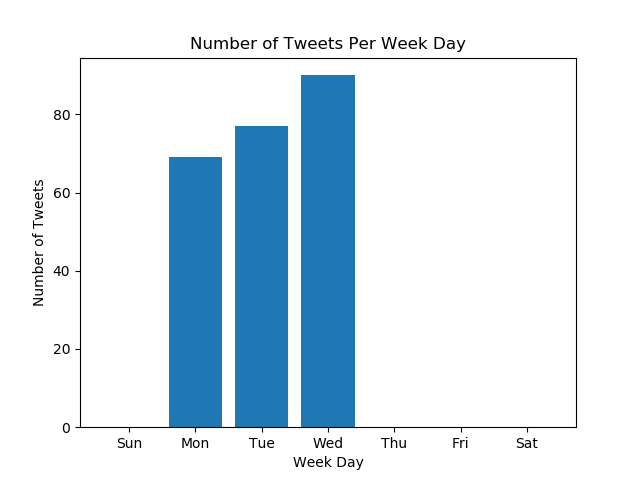 Number of Tweets Per Week Day
Number of Tweets
80
60
40
20
0
Sun Mon Tue Wed Thu Fri Sat
Week Day